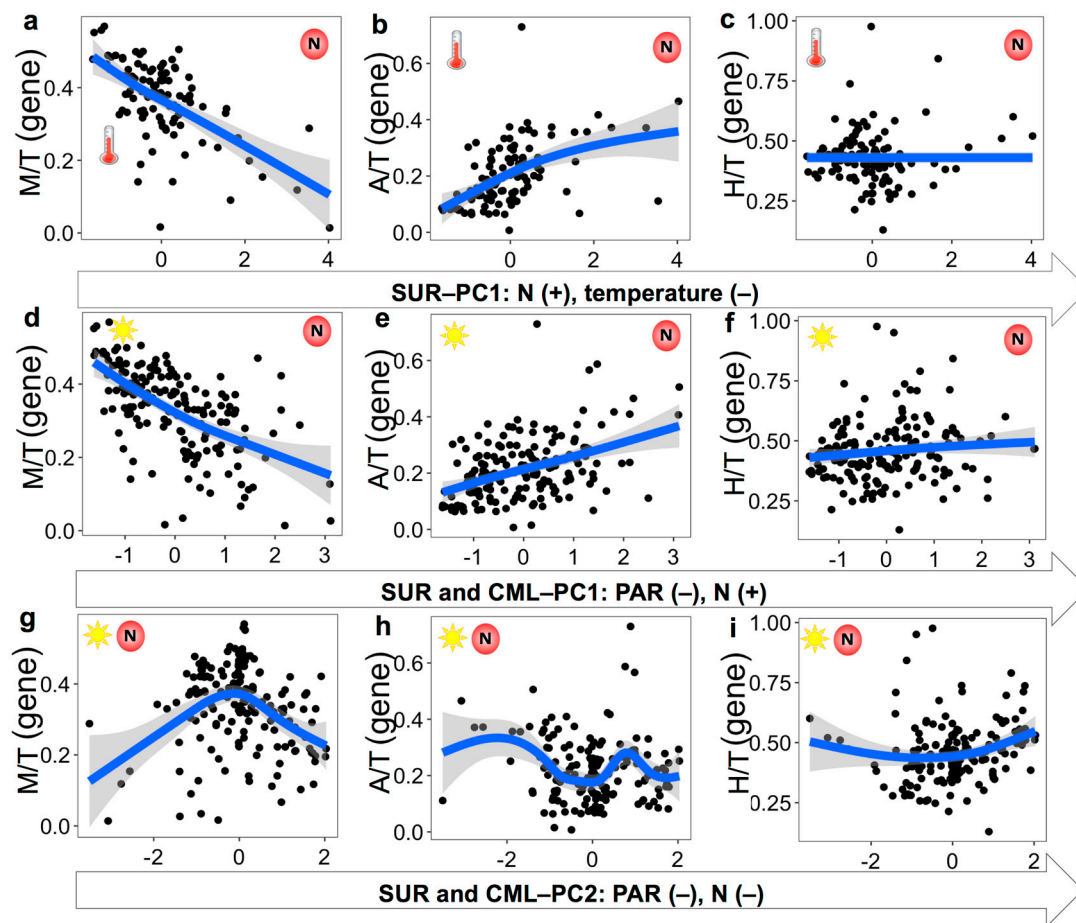 a
N
M/T (gene)
0.4
0.2
0.0
0
2
4
b
N
A/T (gene)
0.6
0.4
0.2
0.0
0
2
4
c
N
H/T (gene)
1.00
0.75
0.50
0.25
0
2
4
SUR–PC1: N (+), temperature (–)
d
N
M/T (gene)
0.4
0.2
0.0
-1
0
1
2
3
e
N
A/T (gene)
0.6
0.4
0.2
0.0
-1
0
1
2
3
f
N
H/T (gene)
1.00
0.75
0.50
0.25
-1
0
1
2
3
SUR and CML–PC1: PAR (–), N (+)
g
N
M/T (gene)
0.4
0.2
0.0
-2
0
2
h
N
A/T (gene)
0.6
0.4
0.2
0.0
-2
0
2
i
N
H/T (gene)
1.00
0.75
0.50
0.25
-2
0
2
SUR and CML–PC2: PAR (–), N (–)